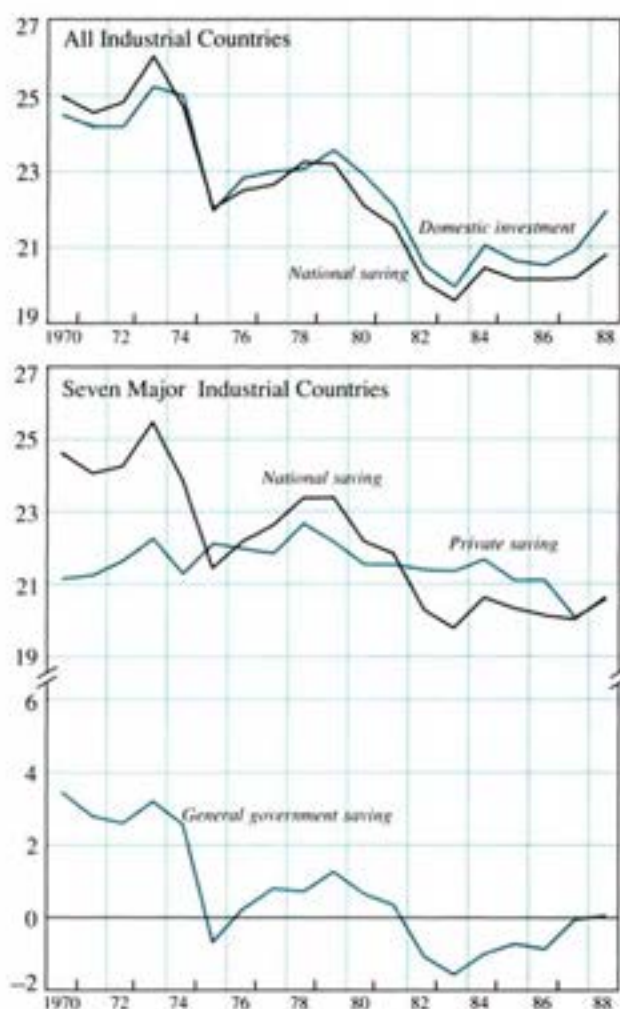 27
All Industrial Countries
25
23
Domestic investment
21
National saving
19
1970 72 74 76 78 80 82 84 86 88
27
Seven Major Industrial Countries
25
National saving
23
Private saving
21
19
6
4
General government saving
2
0
−2
1970 72 74 76 78 80 82 84 86 88